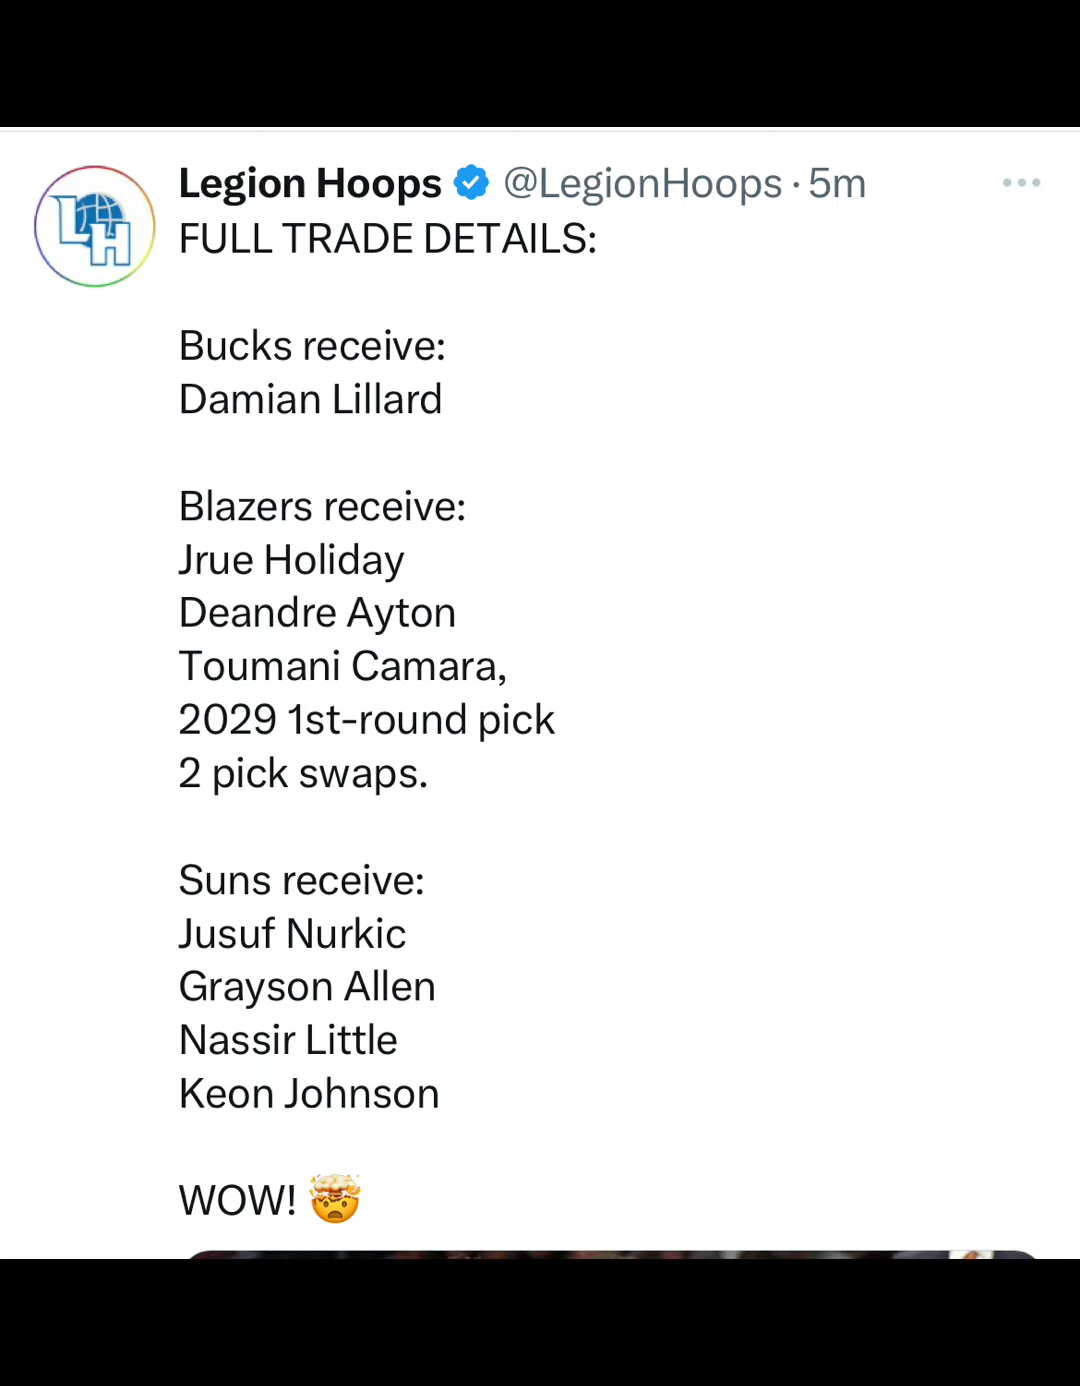 Legion Hoops @LegionHoops · 5m
FULL TRADE DETAILS:
Bucks receive:
Damian Lillard
Blazers receive:
Jrue Holiday
Deandre Ayton
Toumani Camara,
2029 1st-round pick
2 pick swaps.
Suns receive:
Jusuf Nurkic
Grayson Allen
Nassir Little
Keon Johnson
WOW! 🤯